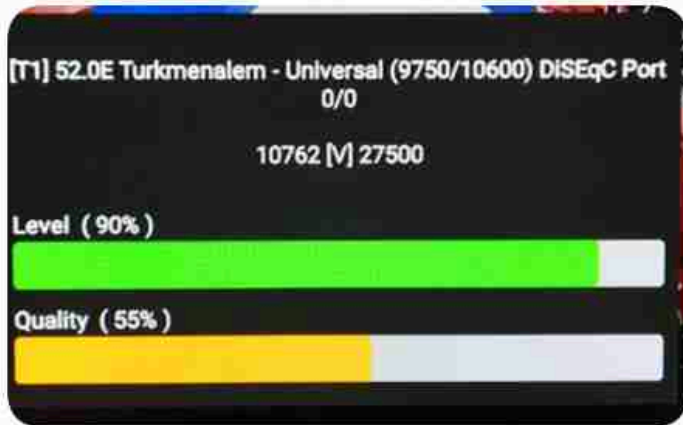 [T1] 52.0E Turkmenalem - Universal (9750/10600) DiSEqC Port
0/0
10762 [V] 27500
Level ( 90% )
Quality ( 55% )